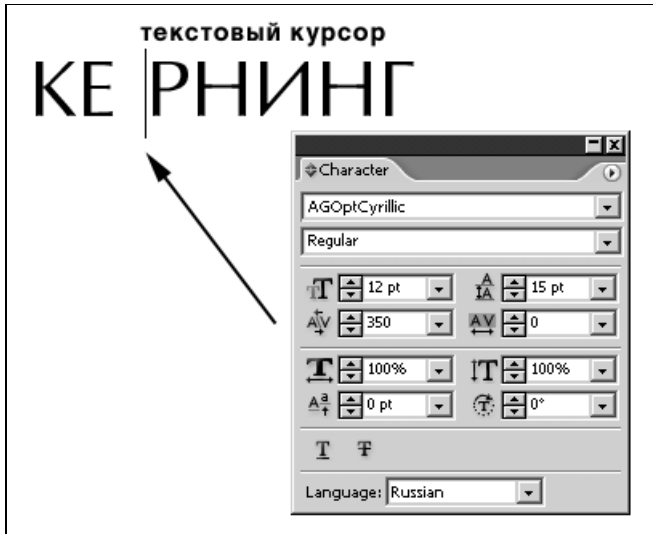 текстовый курсор
КЕ РНИНГ
Character
AGOptCyrillic
Regular
12 pt 15 pt
350 0
100% 100%
0 pt 0°
Language: Russian